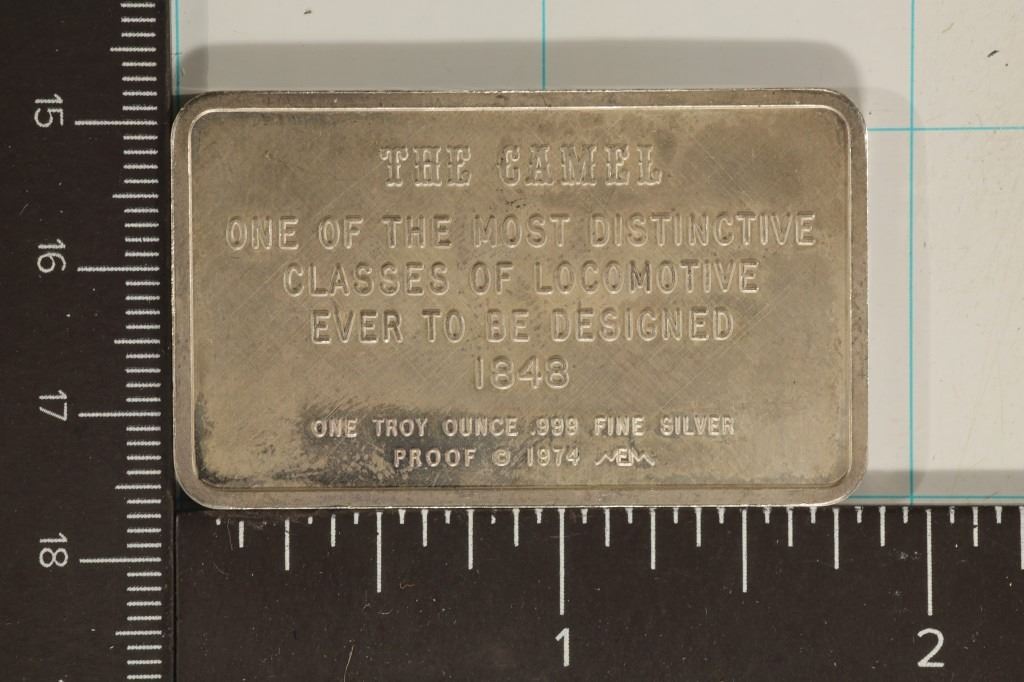 THE CAMEL
ONE OF THE MOST DISTINCTIVE
CLASSES OF LOCOMOTIVE
EVER TO BE DESIGNED
1848
ONE TROY OUNCE .999 FINE SILVER
PROOF © 1974 MEM
15
16
17
18
1 2